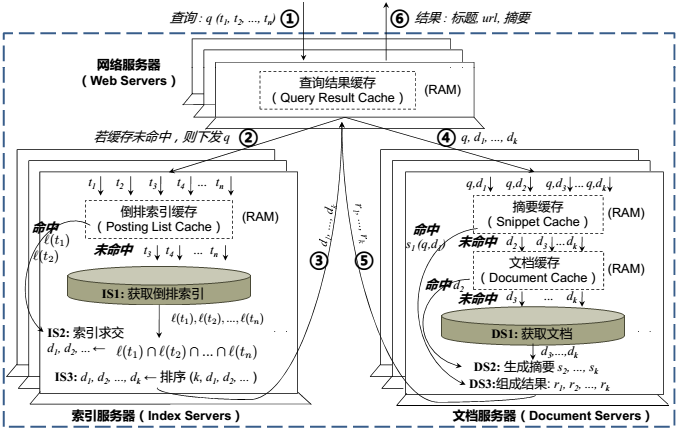 查询 : q (t1, t2, ..., tn) ①
⑥ 结果 : 标题, url, 摘要
网络服务器
( Web Servers )
查询结果缓存
( Query Result Cache )
(RAM)
若缓存未命中，则下发 q ②
④ q, d1, ..., dk
t1 t2 t3 t4 ... tn
倒排索引缓存
( Posting List Cache )
(RAM)
命中
ℓ(t1)
ℓ(t2)
未命中 t3 t4 ... tn
IS1: 获取倒排索引
ℓ(t1), ℓ(t2), ..., ℓ(tn)
IS2: 索引求交
d1, d2, ... ← ℓ(t1) ∩ ℓ(t2) ∩ ... ∩ ℓ(tn)
IS3: d1, d2, ..., dk ← 排序 (k, d1, d2, ... )
索引服务器 ( Index Servers )
d1, ..., dk
③
r1, ..., rk
⑤
q,d1 q,d2 q,d3 ... q,dk
摘要缓存
( Snippet Cache )
(RAM)
命中
s1 (q,d1)
未命中 d2 d3 ... dk
文档缓存
( Document Cache )
(RAM)
命中 d2
未命中 d3 ... dk
DS1: 获取文档
d3,...,dk
DS2: 生成摘要 s2, ..., sk
DS3:组成结果: r1, r2, ..., rk
文档服务器 ( Document Servers )